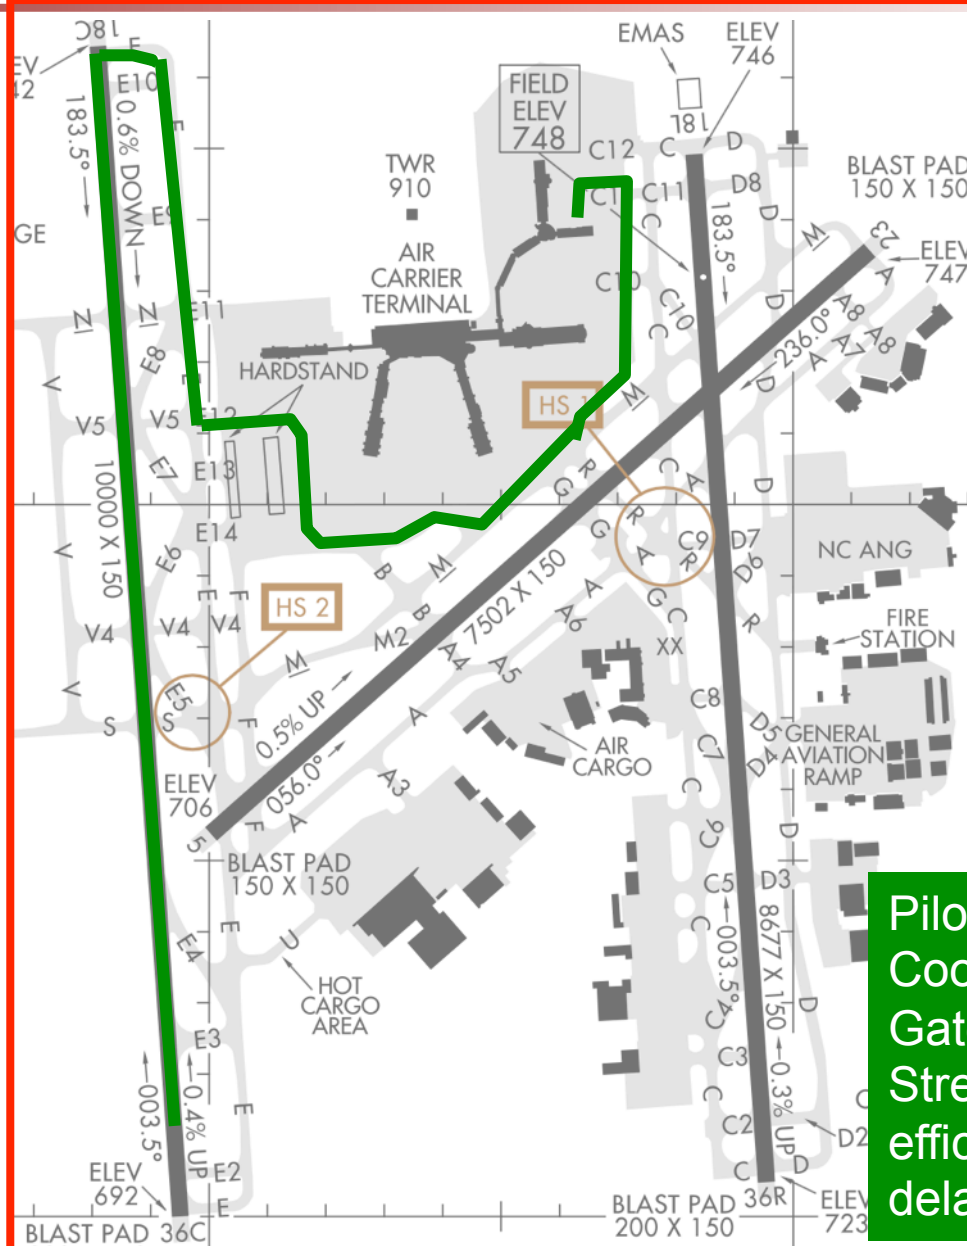 18C
E
EMAS
ELEV
746
EV
42
E10
FIELD
ELEV
748
18L
183.5°
0.6% DOWN
F
TWR
910
C12
C
D
BLAST PAD
150 X 150
C11
D8
C1
GE
E9
C
D
M
23
AIR
CARRIER
TERMINAL
183.5°
ELEV
747
C10
A
N
N
E11
C10
D
A8
E8
C
236.0°
A7
A8
V
E
HARDSTAND
A
D
HS 1
M
V5
V5
E12
E7
E13
R
C
A
D
10000 X 150
G
R
E14
G
C9
D7
V
E6
A
R
D6
NC ANG
B
M
7502 X 150
A
G
E
F
HS 2
B
A6
C
R
FIRE
STATION
V4
V4
V4
M2
XX
M
A4
A5
V
E5
C8
S
S
F
0.5% UP
A
D5
GENERAL
AVIATION
RAMP
AIR
CARGO
C7
D4
ELEV
706
056.0°
A3
C
5
F
A
C6
D
BLAST PAD
150 X 150
C5
D3
E4
E
U
C
003.5°
8677 X 150
Pilo
Coo
Gat
Stre
effic
dela
HOT
CARGO
AREA
C4
D
E3
C3
003.5°
0.4% UP
E
C
0.3% UP
C
C2
D2
ELEV
692
E2
C
D
E
BLAST PAD
200 X 150
36R
ELEV
723
BLAST PAD 36C